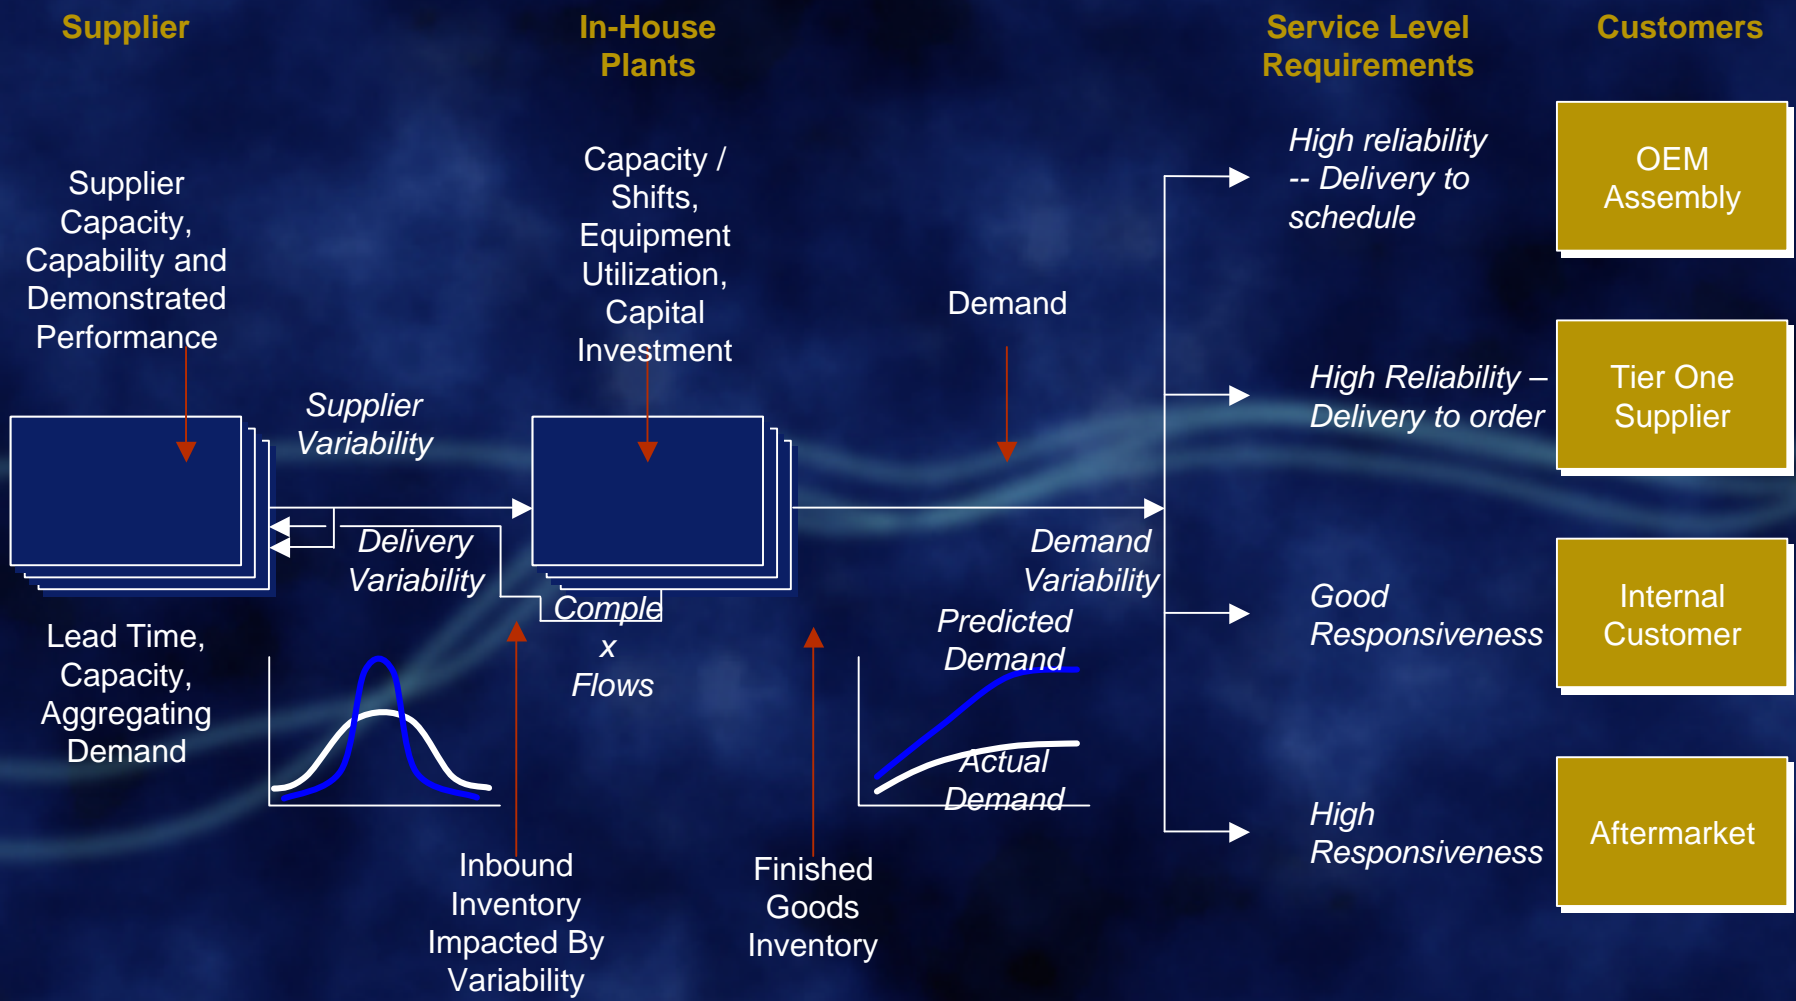 Supplier
In-House
Plants
Service Level
Requirements
Customers
Supplier
Capacity,
Capability and
Demonstrated
Performance
Capacity /
Shifts,
Equipment
Utilization,
Capital
Investment
Demand
High reliability
-- Delivery to
schedule
OEM
Assembly
Supplier
Variability
High Reliability –
Delivery to order
Tier One
Supplier
Delivery
Variability
Demand
Variability
Comple
x
Flows
Good
Responsiveness
Internal
Customer
Lead Time,
Capacity,
Aggregating
Demand
Predicted
Demand
Actual
Demand
High
Responsiveness
Aftermarket
Inbound
Inventory
Impacted By
Variability
Finished
Goods
Inventory